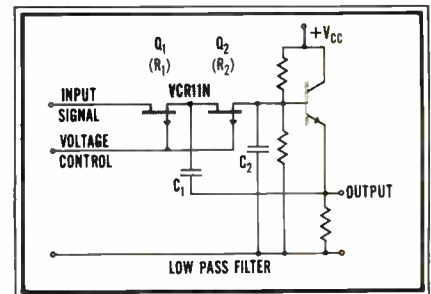 +VCC
Q1 Q2
(R1) (R2)
VCR11N
INPUT
SIGNAL
VOLTAGE
CONTROL
C1
C2
OUTPUT
LOW PASS FILTER